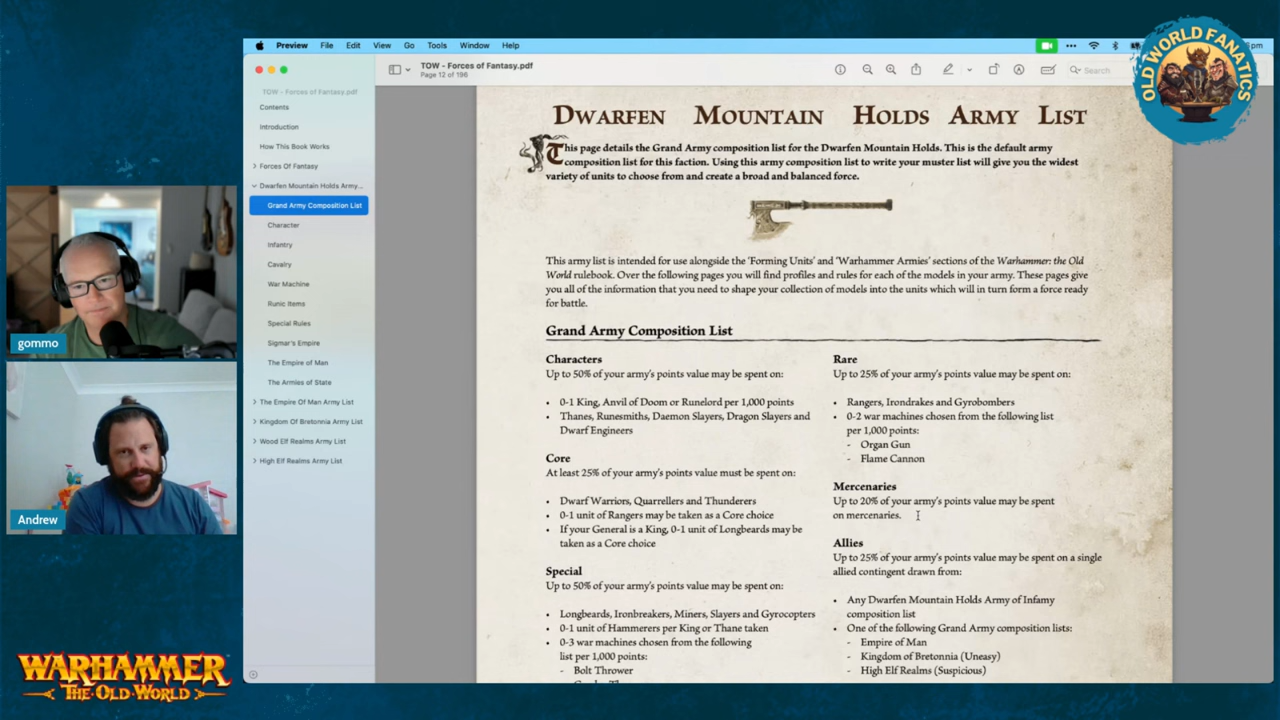 Preview File Edit View Go Tools Window Help
TOW - Forces of Fantasy.pdf
Page 12 of 196
Search
OLD WORLD FANATICS
TOW - Forces of Fantasy.pdf
Contents
Introduction
How This Book Works
Forces Of Fantasy
Dwarfen Mountain Holds Army...
Grand Army Composition List
Character
Infantry
Cavalry
War Machine
Runic Items
Special Rules
Sigmar's Empire
The Empire of Man
The Armies of State
The Empire Of Man Army List
Kingdom Of Bretonnia Army List
Wood Elf Realms Army List
High Elf Realms Army List
gommo
Andrew
WARHAMMER
THE·OLD·WORLD
DWARFEN MOUNTAIN HOLDS ARMY LIST
This page details the Grand Army composition list for the Dwarfen Mountain Holds. This is the default army
composition list for this faction. Using this army composition list to write your muster list will give you the widest
variety of units to choose from and create a broad and balanced force.
This army list is intended for use alongside the 'Forming Units' and 'Warhammer Armies' sections of the Warhammer: the Old
World rulebook. Over the following pages you will find profiles and rules for each of the models in your army. These pages give
you all of the information that you need to shape your collection of models into the units which will in turn form a force ready
for battle.
Grand Army Composition List
Characters
Up to 50% of your army's points value may be spent on:
• 0-1 King, Anvil of Doom or Runelord per 1,000 points
• Thanes, Runesmiths, Daemon Slayers, Dragon Slayers and
Dwarf Engineers
Core
At least 25% of your army's points value must be spent on:
• Dwarf Warriors, Quarrellers and Thunderers
• 0-1 unit of Rangers may be taken as a Core choice
• If your General is a King, 0-1 unit of Longbeards may be
taken as a Core choice
Special
Up to 50% of your army's points value may be spent on:
• Longbeards, Ironbreakers, Miners, Slayers and Gyrocopters
• 0-1 unit of Hammerers per King or Thane taken
• 0-3 war machines chosen from the following
list per 1,000 points:
- Bolt Thrower
Rare
Up to 25% of your army's points value may be spent on:
• Rangers, Irondrakes and Gyrobombers
• 0-2 war machines chosen from the following list
per 1,000 points:
- Organ Gun
- Flame Cannon
Mercenaries
Up to 20% of your army's points value may be spent
on mercenaries.
Allies
Up to 25% of your army's points value may be spent on a single
allied contingent drawn from:
• Any Dwarfen Mountain Holds Army of Infamy
composition list
• One of the following Grand Army composition lists:
- Empire of Man
- Kingdom of Bretonnia (Uneasy)
- High Elf Realms (Suspicious)